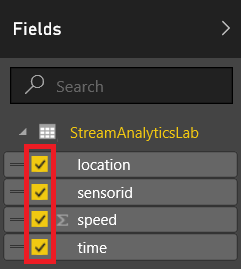 Fields
Search
StreamAnalyticsLab
location
sensorid
Σ speed
time